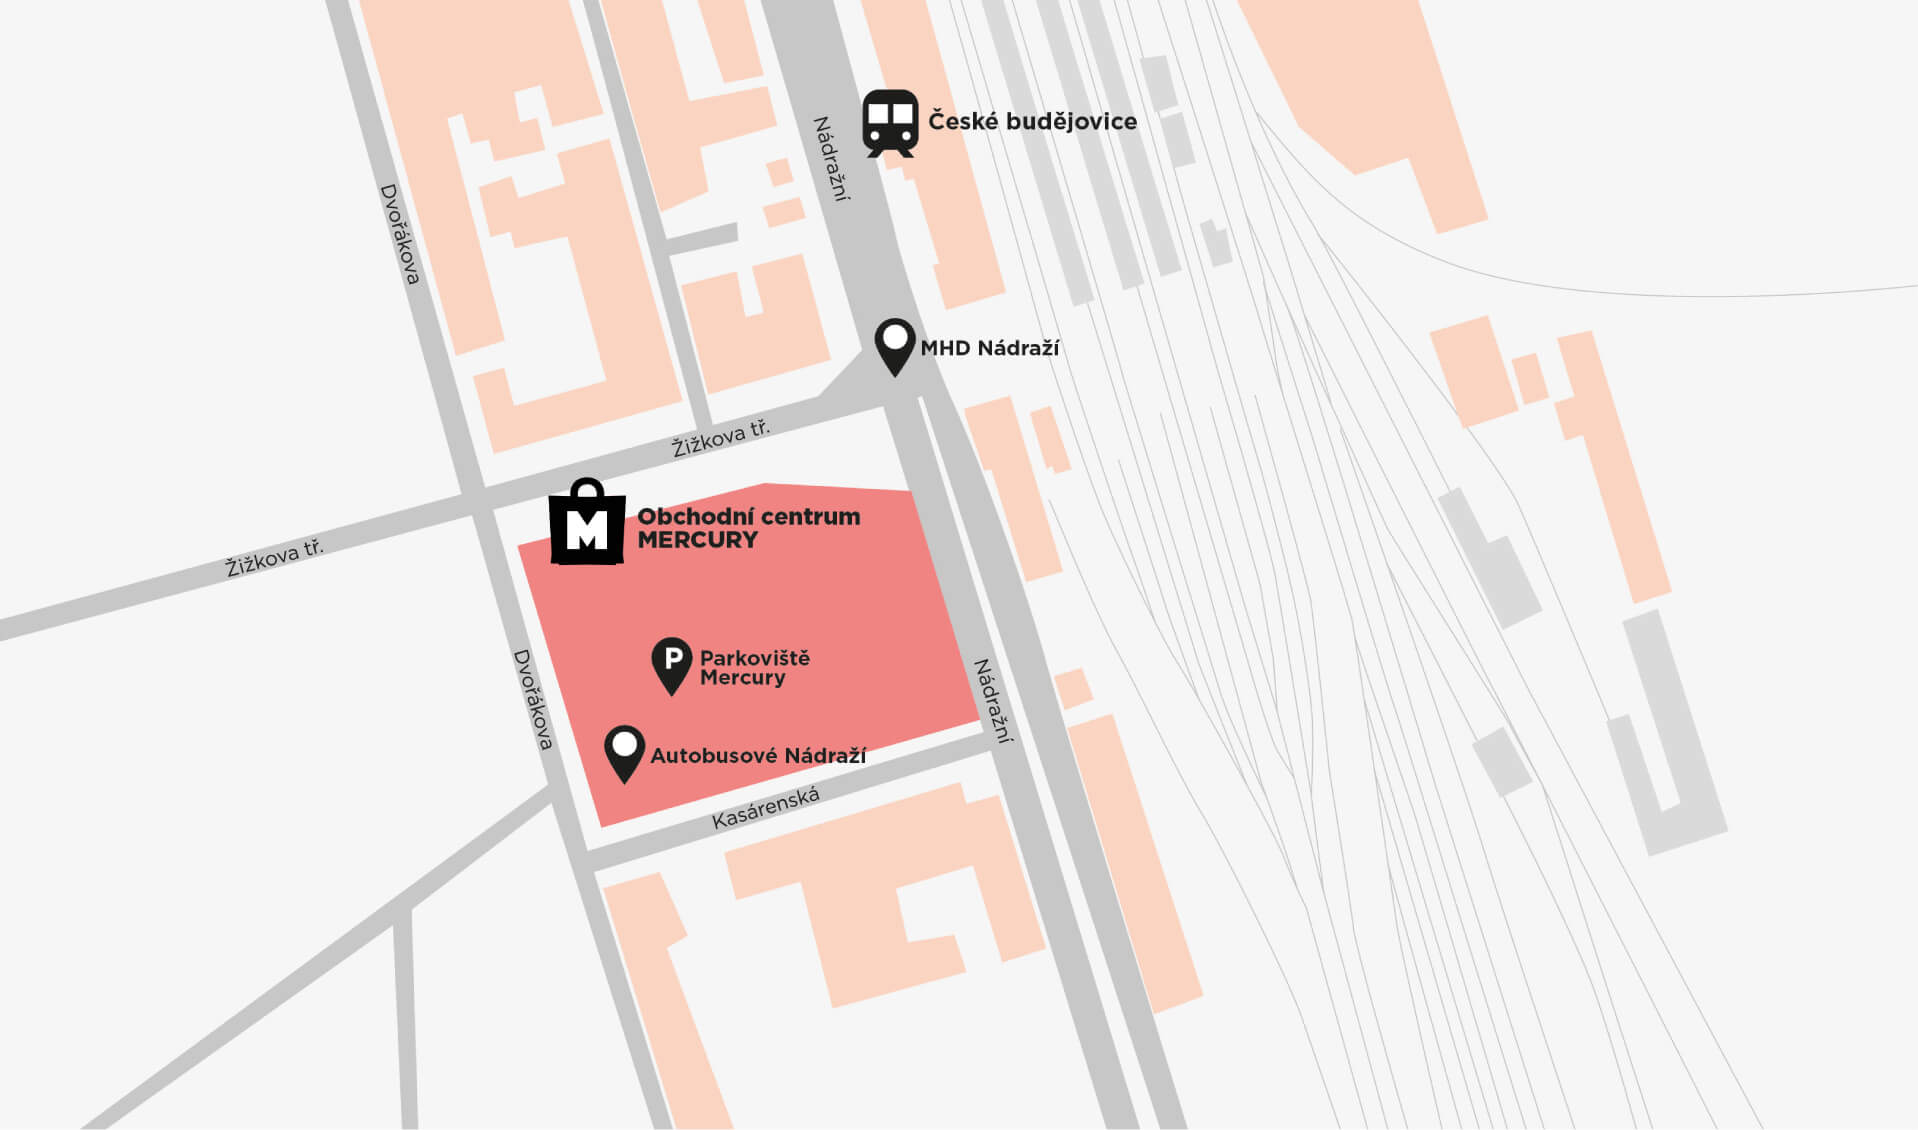 Nádražní
České budějovice
Dvořákova
MHD Nádraží
Žižkova tř.
Obchodní centrum
MERCURY
M
Žižkova tř.
P
Parkoviště
Mercury
Dvořákova
Nádražní
Autobusové Nádraží
Kasárenská